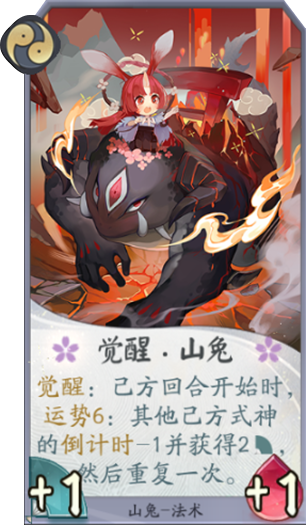 觉醒·山兔
觉醒：己方回合开始时，
运势6：其他己方式神
的倒计时-1并获得2，
然后重复一次。
+1
+1
山兔-法术